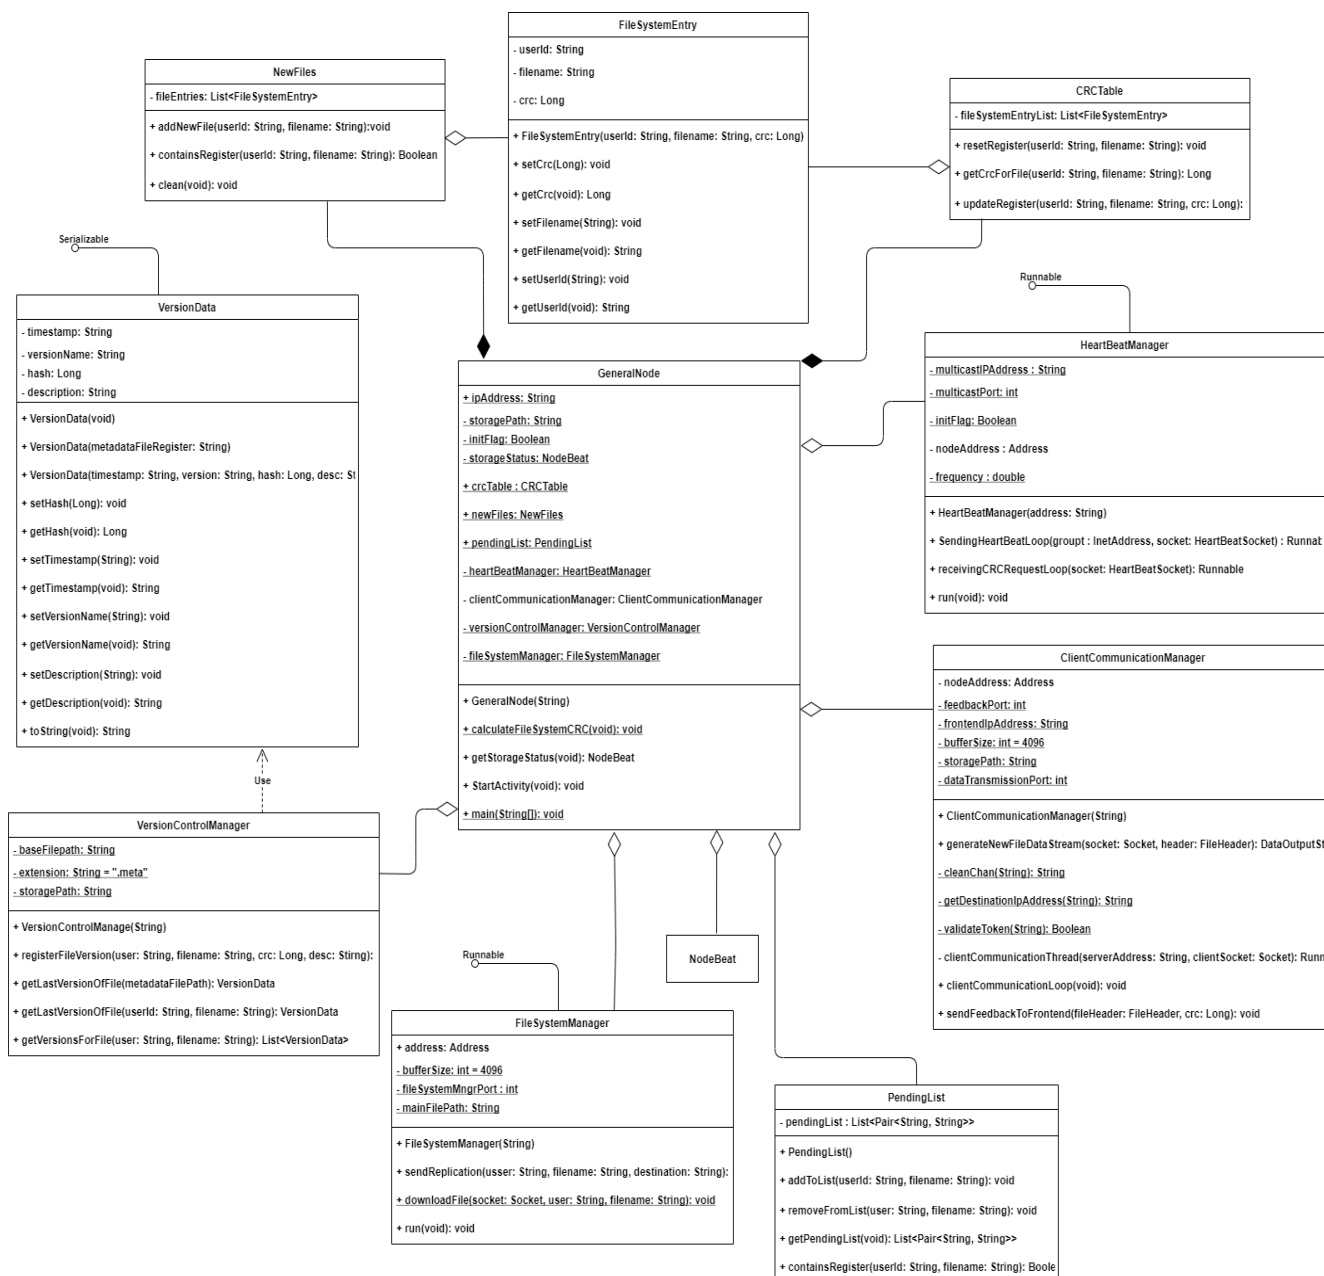 FileSystemEntry
- userId: String
- filename: String
- crc: Long
+ FileSystemEntry(userId: String, filename: String, crc: Long)
+ setCrc(Long): void
+ getCrc(void): Long
+ setFilename(String): void
+ getFilename(void): String
+ setUserId(String): void
+ getUserId(void): String
NewFiles
- fileEntries: List<FileSystemEntry>
+ addNewFile(userId: String, filename: String):void
+ containsRegister(userId: String, filename: String): Boolean
+ clean(void): void
CRCTable
- fileSystemEntryList: List<FileSystemEntry>
+ resetRegister(userId: String, filename: String): void
+ getCrcForFile(userId: String, filename: String): Long
+ updateRegister(userId: String, filename: String, crc: Long):
Serializable
VersionData
- timestamp: String
- versionName: String
- hash: Long
- description: String
+ VersionData(void)
+ VersionData(metadataFileRegister: String)
+ VersionData(timestamp: String, version: String, hash: Long, desc: St
+ setHash(Long): void
+ getHash(void): Long
+ setTimestamp(String): void
+ getTimestamp(void): String
+ setVersionName(String): void
+ getVersionName(void): String
+ setDescription(String): void
+ getDescription(void): String
+ toString(void): String
Use
Runnable
HeartBeatManager
- multicastIPAddress : String
- multicastPort: int
- initFlag: Boolean
- nodeAddress : Address
- frequency : double
+ HeartBeatManager(address: String)
+ SendingHeartBeatLoop(groupt : InetAddress, socket: HeartBeatSocket) : Runnat
+ receivingCRCRequestLoop(socket: HeartBeatSocket): Runnable
+ run(void): void
GeneralNode
+ ipAddress: String
- storagePath: String
- initFlag: Boolean
- storageStatus: NodeBeat
+ crcTable : CRCTable
+ newFiles: NewFiles
+ pendingList: PendingList
- heartBeatManager: HeartBeatManager
- clientCommunicationManager: ClientCommunicationManager
- versionControlManager: VersionControlManager
- fileSystemManager: FileSystemManager
+ GeneralNode(String)
+ calculateFileSystemCRC(void): void
+ getStorageStatus(void): NodeBeat
+ StartActivity(void): void
+ main(String[]): void
ClientCommunicationManager
- nodeAddress: Address
- feedbackPort: int
- frontendIpAddress: String
- bufferSize: int = 4096
- storagePath: String
- dataTransmissionPort: int
+ ClientCommunicationManager(String)
+ generateNewFileDataStream(socket: Socket, header: FileHeader): DataOutputSt
- cleanChan(String): String
- getDestinationIpAddress(String): String
- validateToken(String): Boolean
- clientCommunicationThread(serverAddress: String, clientSocket: Socket): Runn
+ clientCommunicationLoop(void): void
+ sendFeedbackToFrontend(fileHeader: FileHeader, crc: Long): void
VersionControlManager
- baseFilepath: String
- extension: String = ".meta"
- storagePath: String
+ VersionControlManage(String)
+ registerFileVersion(user: String, filename: String, crc: Long, desc: Stirng):
+ getLastVersionOfFile(metadataFilePath): VersionData
+ getLastVersionOfFile(userId: String, filename: String): VersionData
+ getVersionsForFile(user: String, filename: String): List<VersionData>
NodeBeat
Runnable
FileSystemManager
+ address: Address
- bufferSize: int = 4096
- fileSystemMngrPort : int
- mainFilePath: String
+ FileSystemManager(String)
+ sendReplication(usser: String, filename: String, destination: String):
+ downloadFile(socket: Socket, user: String, filename: String): void
+ run(void): void
PendingList
- pendingList : List<Pair<String, String>>
+ PendingList()
+ addToList(userId: String, filename: String): void
+ removeFromList(user: String, filename: String): void
+ getPendingList(void): List<Pair<String, String>>
+ containsRegister(userId: String, filename: String): Boole